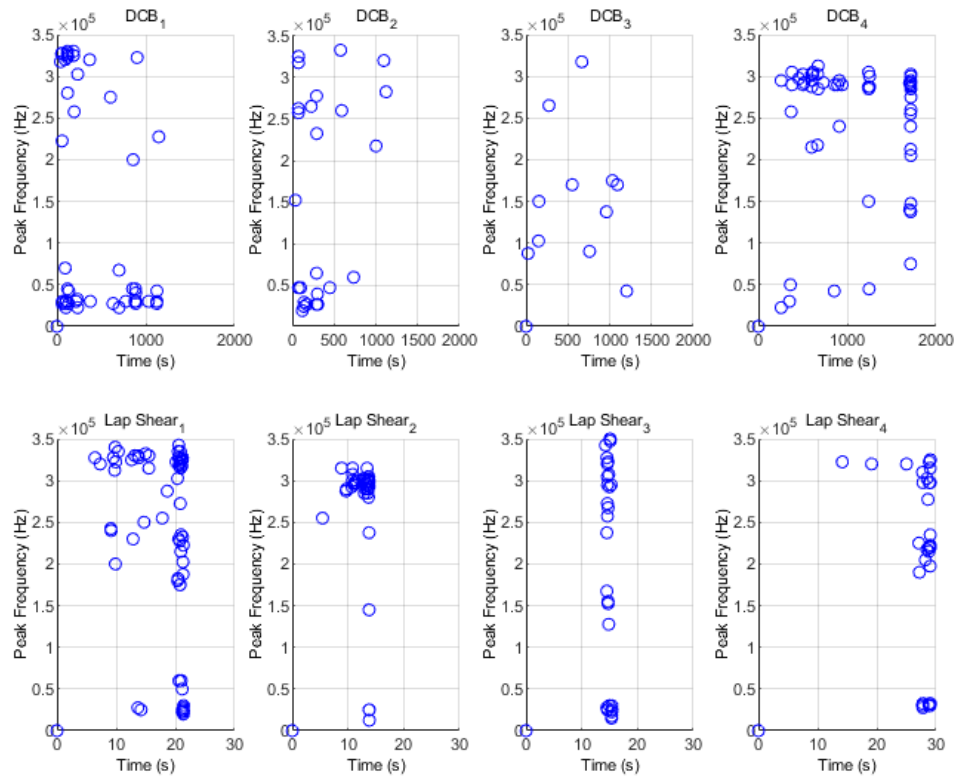 DCB1 DCB2 DCB3 DCB4
×10^5 ×10^5 ×10^5 ×10^5
3.5 3.5 3.5 3.5
3 3 3 3
2.5 2.5 2.5 2.5
2 2 2 2
1.5 1.5 1.5 1.5
1 1 1 1
0.5 0.5 0.5 0.5
0 0 0 0
Peak Frequency (Hz) Peak Frequency (Hz) Peak Frequency (Hz) Peak Frequency (Hz)
0 1000 2000 0 500 1000 1500 2000 0 500 1000 1500 2000 0 1000 2000
Time (s) Time (s) Time (s) Time (s)
Lap Shear1 Lap Shear2 Lap Shear3 Lap Shear4
×10^5 ×10^5 ×10^5 ×10^5
3.5 3.5 3.5 3.5
3 3 3 3
2.5 2.5 2.5 2.5
2 2 2 2
1.5 1.5 1.5 1.5
1 1 1 1
0.5 0.5 0.5 0.5
0 0 0 0
Peak Frequency (Hz) Peak Frequency (Hz) Peak Frequency (Hz) Peak Frequency (Hz)
0 10 20 30 0 10 20 30 0 10 20 30 0 10 20 30
Time (s) Time (s) Time (s) Time (s)